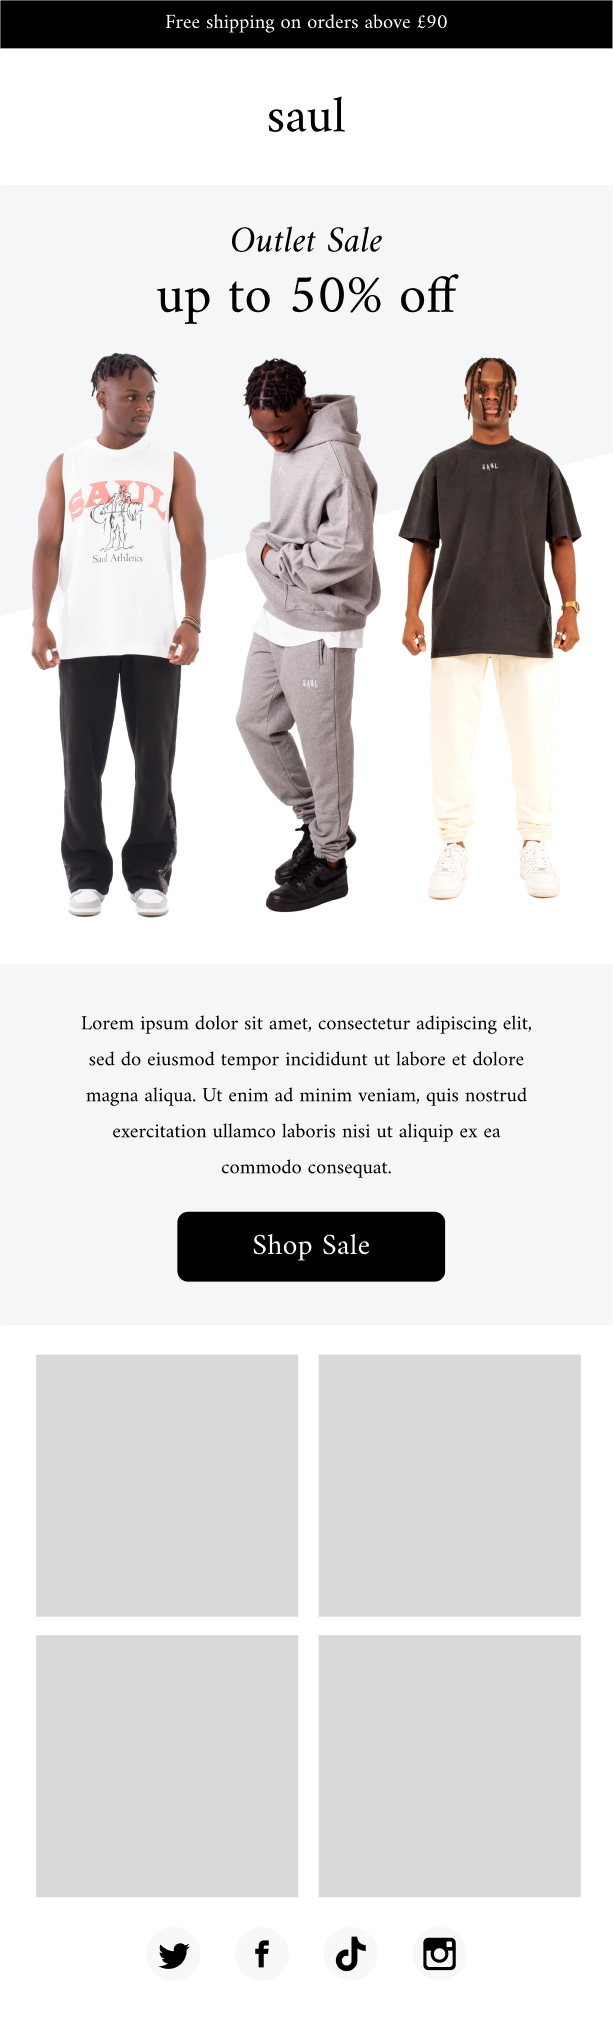 Free shipping on orders above £90
saul
Outlet Sale
up to 50% off
SAUL
Saul Athletics
SAUL
SAUL
Lorem ipsum dolor sit amet, consectetur adipiscing elit,
sed do eiusmod tempor incididunt ut labore et dolore
magna aliqua. Ut enim ad minim veniam, quis nostrud
exercitation ullamco laboris nisi ut aliquip ex ea
commodo consequat.
Shop Sale